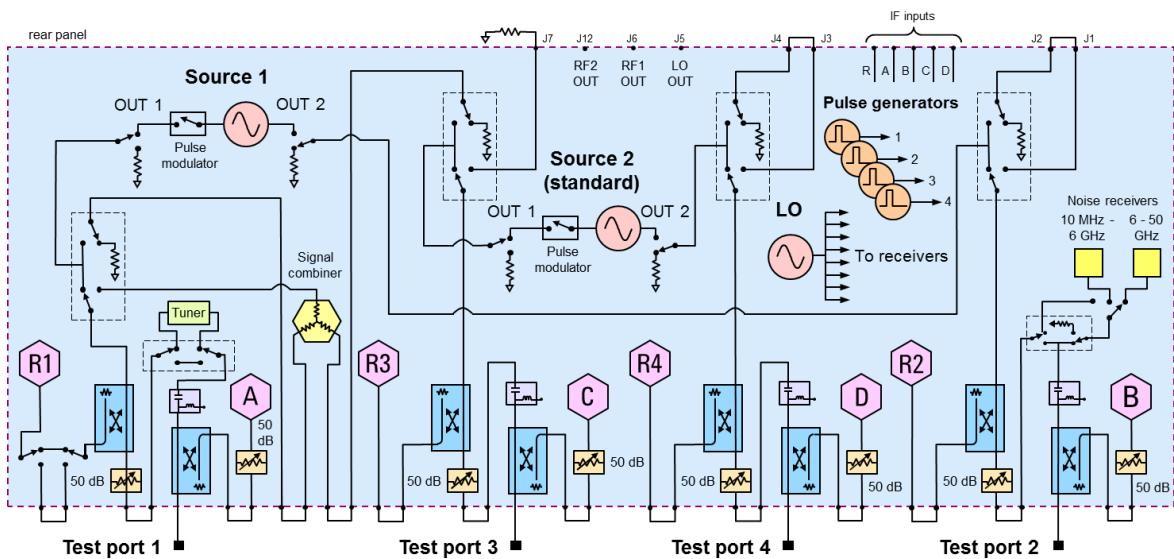 rear panel
J7
J12
J6
J5
J4
J3
IF inputs
J2
J1
RF2
OUT
RF1
OUT
LO
OUT
R
A
B
C
D
Source 1
OUT 1
OUT 2
Pulse
modulator
Pulse generators
1
2
3
4
Source 2
(standard)
OUT 1
OUT 2
Pulse
modulator
LO
To receivers
Noise receivers
10 MHz -
6 GHz
6 - 50
GHz
Signal
combiner
Tuner
R1
A
R3
C
R4
D
R2
B
50
dB
50 dB
50 dB
50 dB
50 dB
50 dB
50 dB
50 dB
Test port 1
Test port 3
Test port 4
Test port 2